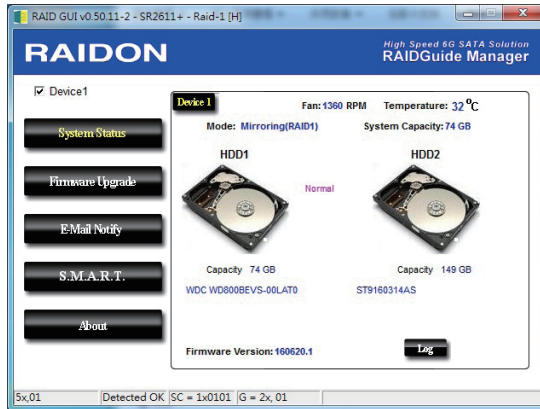 RAID GUI v0.50.11-2 - SR2611+ - Raid-1 [H]
RAIDON
High Speed 6G SATA Solution
RAIDGuide Manager
Device1
System Status
Firmware Upgrade
E-Mail Notify
S.M.A.R.T.
About
Device 1
Fan: 1360 RPM Temperature: 32 °C
Mode: Mirroring(RAID1) System Capacity: 74 GB
HDD1 HDD2
Normal
Capacity 74 GB Capacity 149 GB
WDC WD800BEVS-00LAT0 ST9160314AS
Firmware Version: 160620.1
Log
5x,01 Detected OK SC = 1x0101 G = 2x, 01